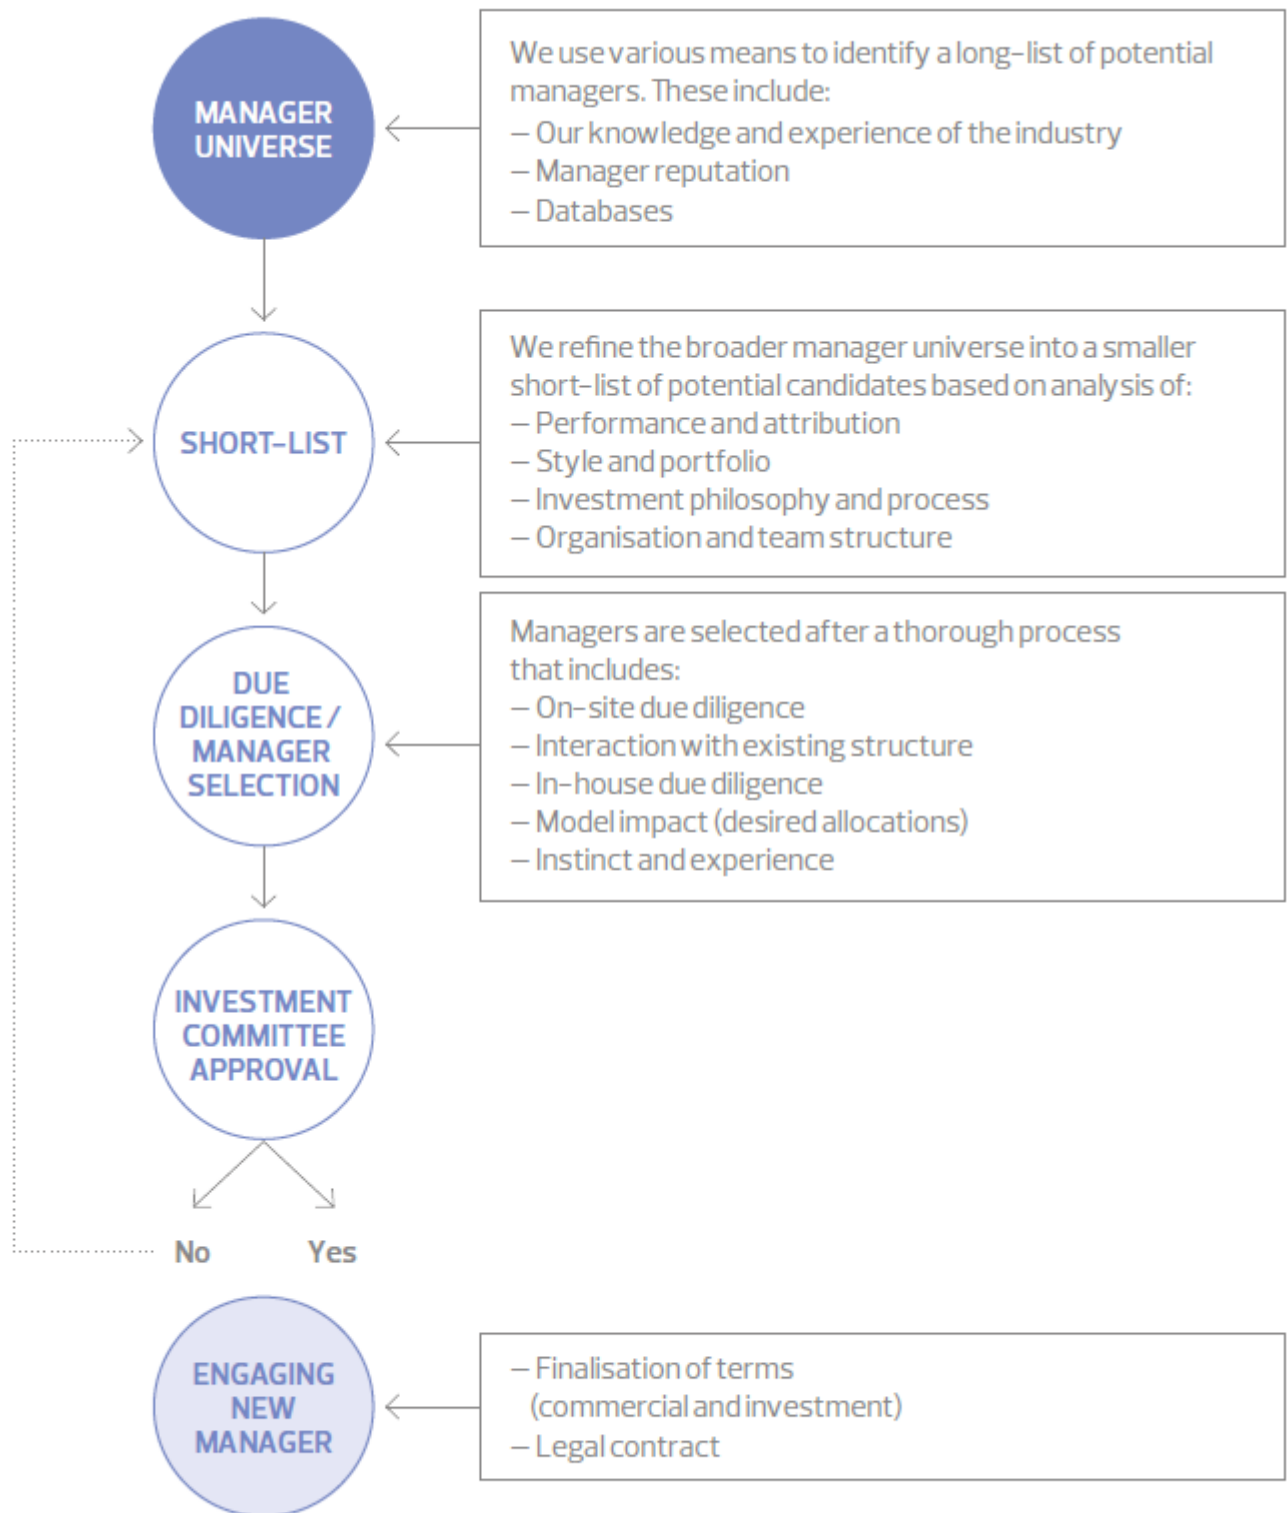 MANAGER
UNIVERSE
We use various means to identify a long-list of potential
managers. These include:
– Our knowledge and experience of the industry
– Manager reputation
– Databases
SHORT-LIST
We refine the broader manager universe into a smaller
short-list of potential candidates based on analysis of:
– Performance and attribution
– Style and portfolio
– Investment philosophy and process
– Organisation and team structure
DUE
DILIGENCE /
MANAGER
SELECTION
Managers are selected after a thorough process
that includes:
– On-site due diligence
– Interaction with existing structure
– In-house due diligence
– Model impact (desired allocations)
– Instinct and experience
INVESTMENT
COMMITTEE
APPROVAL
No Yes
ENGAGING
NEW
MANAGER
– Finalisation of terms
(commercial and investment)
– Legal contract